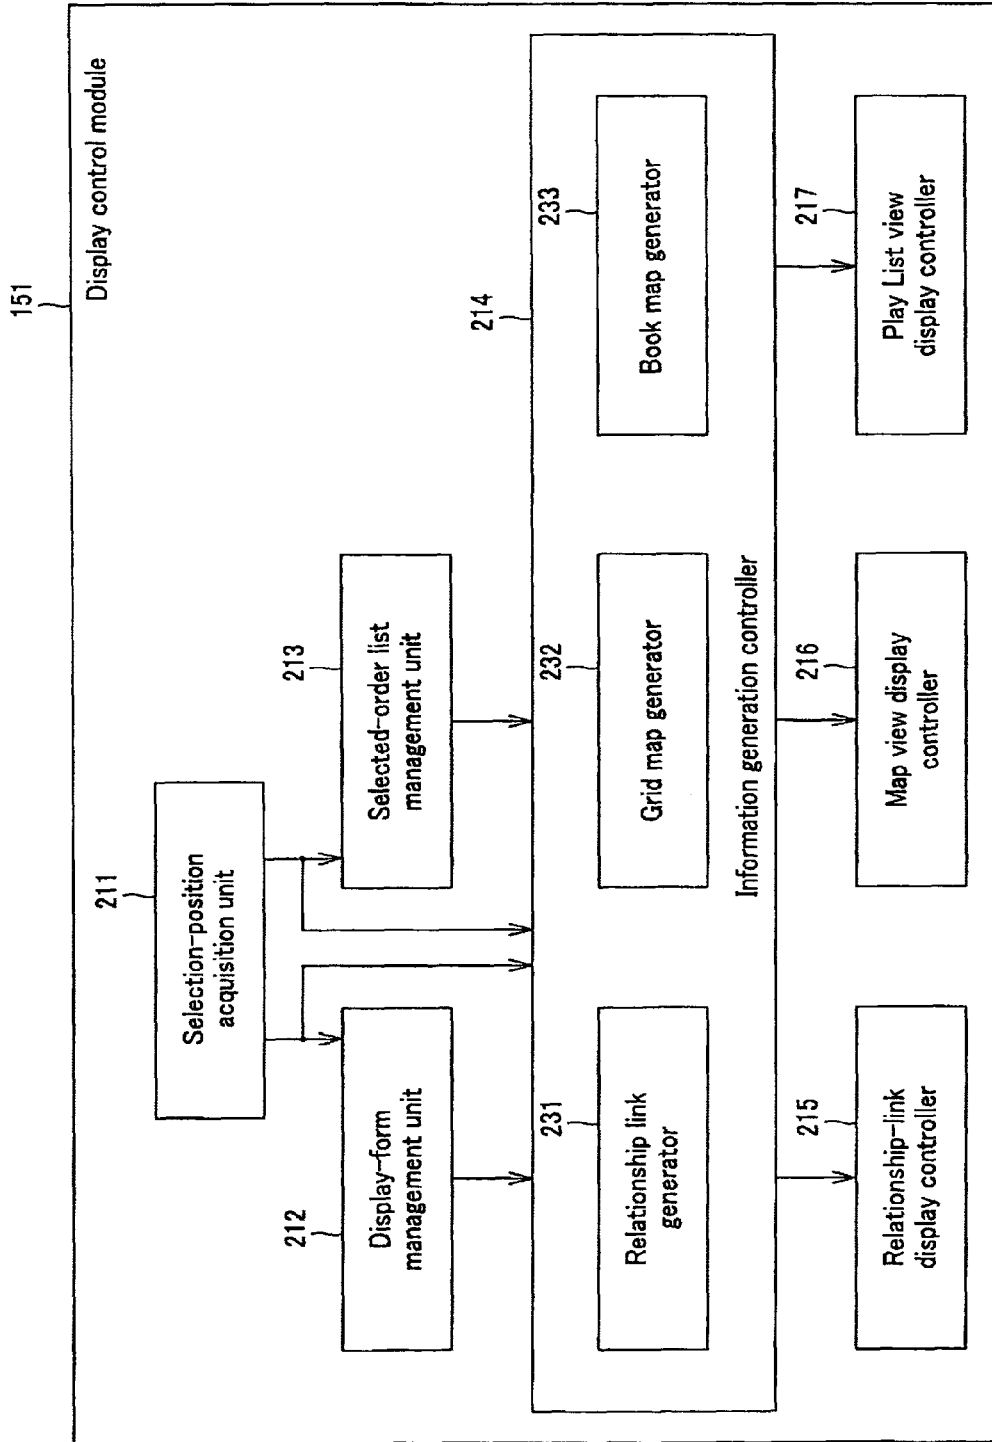 151
Display control module
211
Selection-position
acquisition unit
212
Display-form
management unit
213
Selected-order list
management unit
214
231
Relationship link
generator
232
Grid map generator
233
Book map generator
Information generation controller
215
Relationship-link
display controller
216
Map view display
controller
217
Play List view
display controller